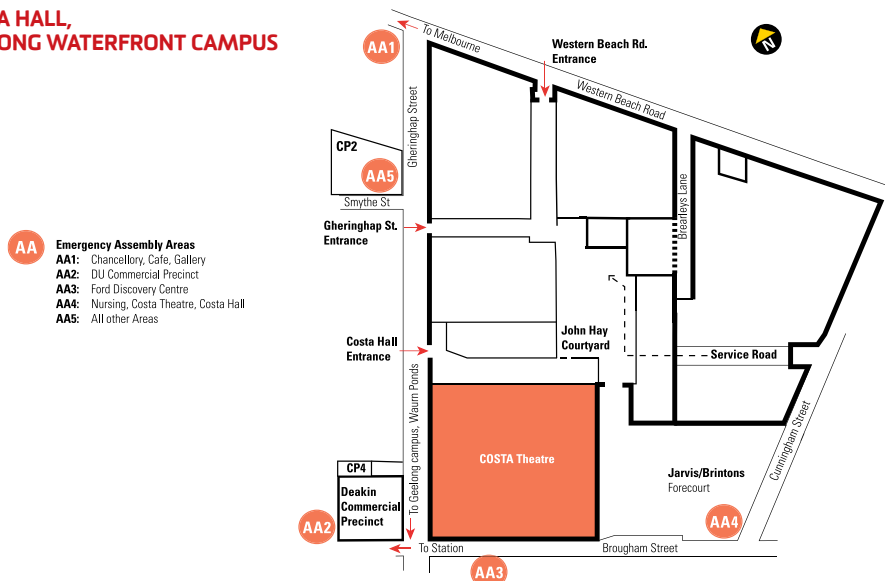 A HALL,
ONG WATERFRONT CAMPUS
AA1
To Melbourne
Western Beach Rd.
Entrance
N
Western Beach Road
Gheringhap Street
CP2
AA5
Smythe St
Brearleys Lane
Gheringhap St.
Entrance
AA
Emergency Assembly Areas
AA1: Chancellory, Cafe, Gallery
AA2: DU Commercial Precinct
AA3: Ford Discovery Centre
AA4: Nursing, Costa Theatre, Costa Hall
AA5: All other Areas
John Hay
Courtyard
Costa Hall
Entrance
Service Road
To Geelong campus, Waurn Ponds
Cunningham Street
COSTA Theatre
CP4
Jarvis/Brintons
Forecourt
Deakin
Commercial
Precinct
AA2
AA4
To Station
Brougham Street
AA3